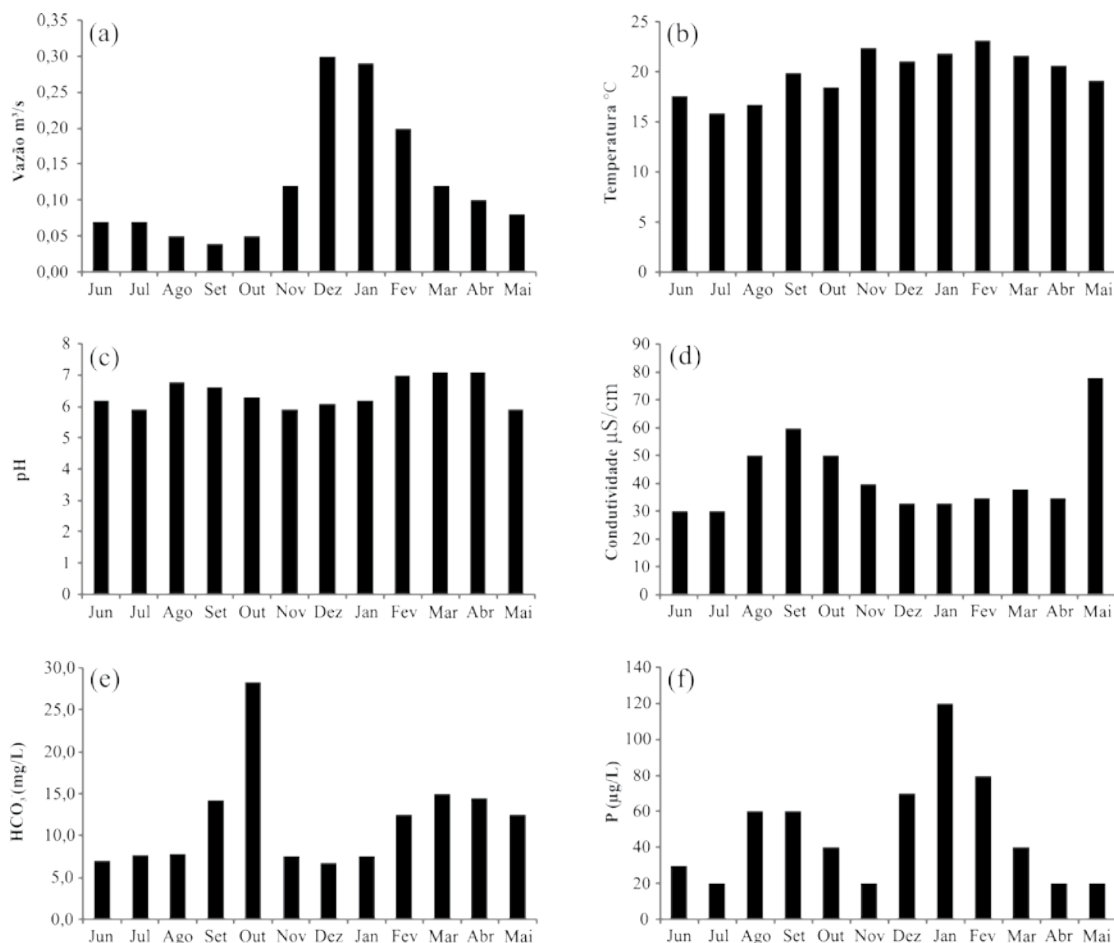 (a)
Vazão m³/s
0,35
0,30
0,25
0,20
0,15
0,10
0,05
0,00
Jun Jul Ago Set Out Nov Dez Jan Fev Mar Abr Mai
(b)
Temperatura °C
25
20
15
10
5
0
Jun Jul Ago Set Out Nov Dez Jan Fev Mar Abr Mai
(c)
pH
8
7
6
5
4
3
2
1
0
Jun Jul Ago Set Out Nov Dez Jan Fev Mar Abr Mai
(d)
Condutividade µS/cm
90
80
70
60
50
40
30
20
10
0
Jun Jul Ago Set Out Nov Dez Jan Fev Mar Abr Mai
(e)
HCO₃ (mg/L)
30,0
25,0
20,0
15,0
10,0
5,0
0,0
Jun Jul Ago Set Out Nov Dez Jan Fev Mar Abr Mai
(f)
P (µg/L)
140
120
100
80
60
40
20
0
Jun Jul Ago Set Out Nov Dez Jan Fev Mar Abr Mai